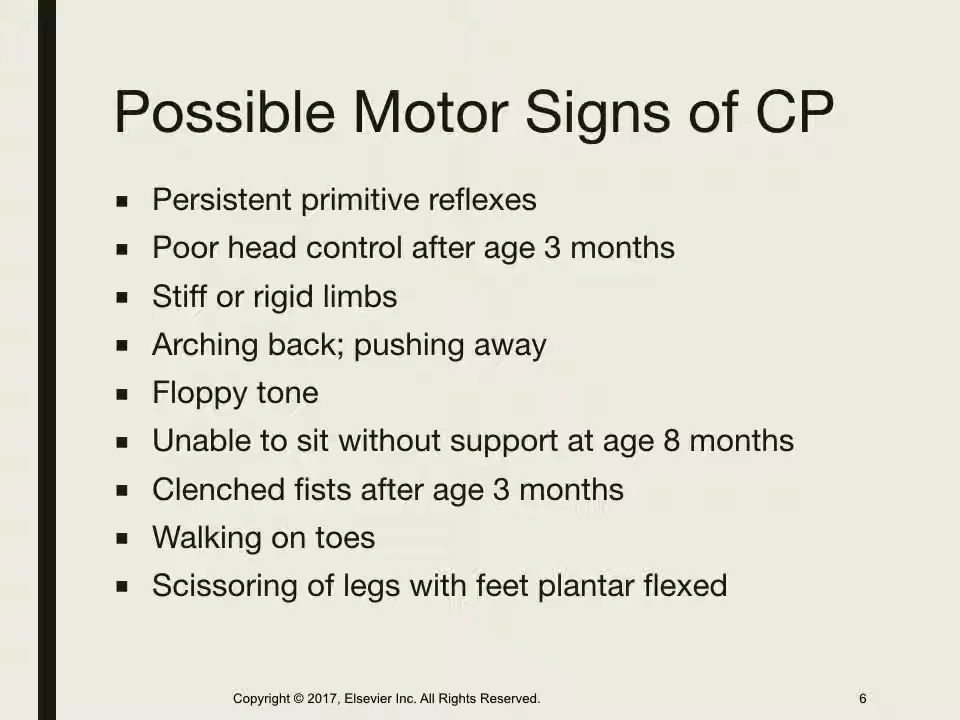 Possible Motor Signs of CP
▪ Persistent primitive reflexes
▪ Poor head control after age 3 months
▪ Stiff or rigid limbs
▪ Arching back; pushing away
▪ Floppy tone
▪ Unable to sit without support at age 8 months
▪ Clenched fists after age 3 months
▪ Walking on toes
▪ Scissoring of legs with feet plantar flexed
Copyright © 2017, Elsevier Inc. All Rights Reserved.
6